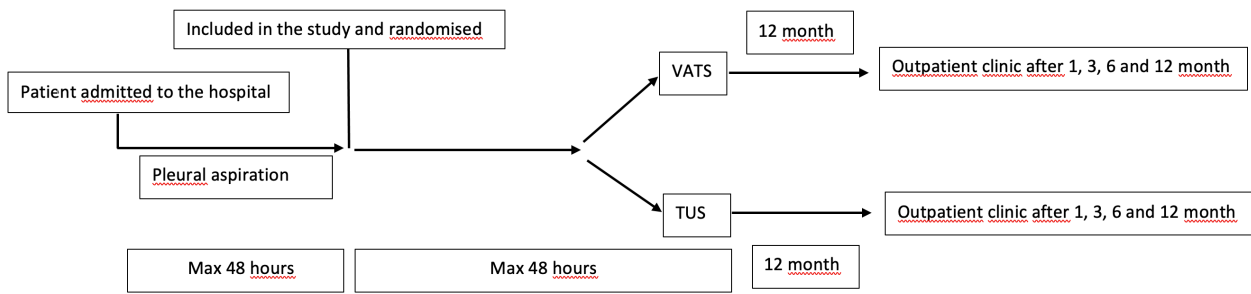 Included in the study and randomised
12 month
VATS
Outpatient clinic after 1, 3, 6 and 12 month
Patient admitted to the hospital
Pleural aspiration
TUS
Outpatient clinic after 1, 3, 6 and 12 month
Max 48 hours
Max 48 hours
12 month